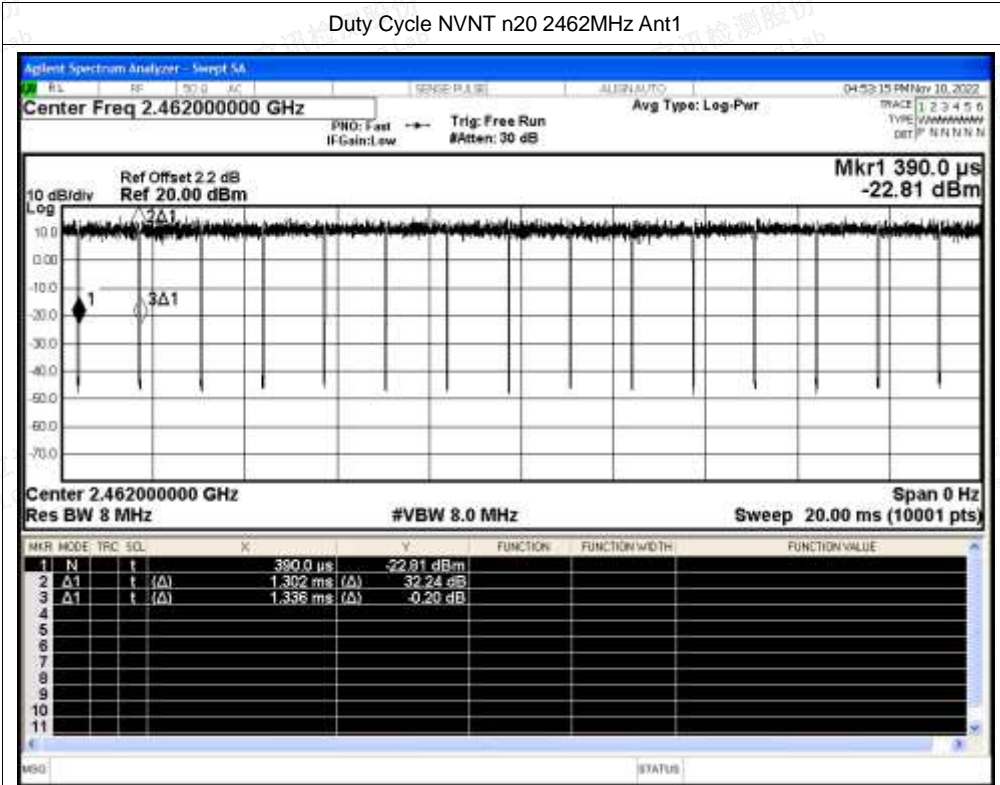 Duty Cycle NVNT n20 2462MHz Ant1
Agilent Spectrum Analyzer - Swept SA
RL RF 50 Ω AC SENSE:PULSE ALIGN AUTO 04:53:15 PM Nov 10, 2022
Center Freq 2.462000000 GHz Avg Type: Log-Pwr TRACE 1 2 3 4 5 6
PNO: Fast Trig: Free Run TYPE
IFGain:Low #Atten: 30 dB DET P N N N N N
Mkr1 390.0 µs
-22.81 dBm
Ref Offset 2.2 dB
10 dB/div Ref 20.00 dBm
Log
10.0
0.00
-10.0
-20.0
-30.0
-40.0
-50.0
-60.0
-70.0
2Δ1
1
3Δ1
Center 2.462000000 GHz Span 0 Hz
Res BW 8 MHz #VBW 8.0 MHz Sweep 20.00 ms (10001 pts)
MKR MODE TRC SCL X Y FUNCTION FUNCTION WIDTH FUNCTION VALUE
1 N t 390.0 µs -22.81 dBm
2 Δ1 t (Δ) 1.302 ms (Δ) 32.24 dB
3 Δ1 t (Δ) 1.336 ms (Δ) -0.20 dB
4
5
6
7
8
9
10
11
MSG STATUS